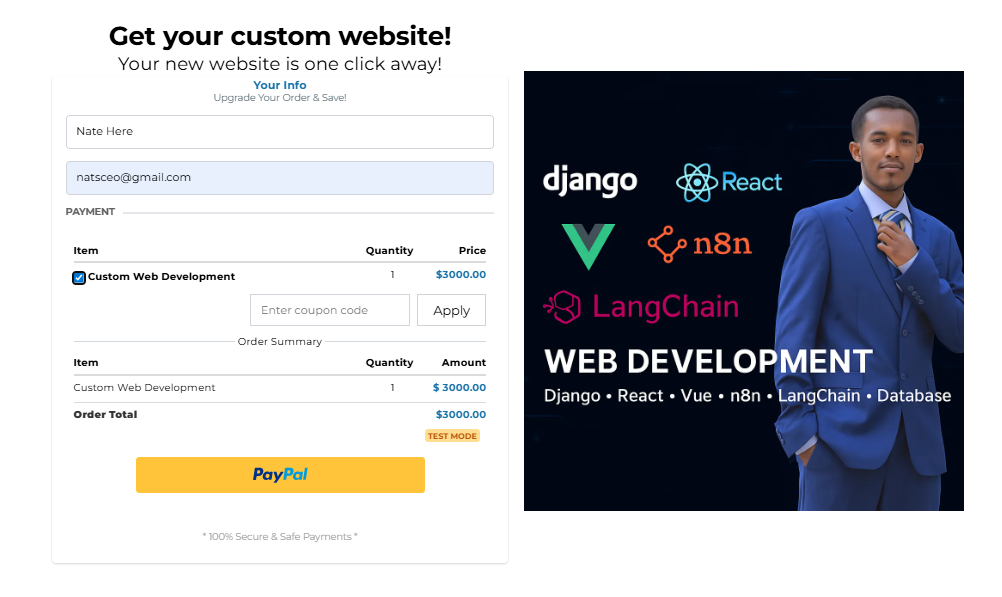 Get your custom website!
Your new website is one click away!
Your Info
Upgrade Your Order & Save!
Nate Here
natsceo@gmail.com
PAYMENT
Item Quantity Price
Custom Web Development 1 $3000.00
Enter coupon code Apply
Order Summary
Item Quantity Amount
Custom Web Development 1 $ 3000.00
Order Total $3000.00
TEST MODE
PayPal
* 100% Secure & Safe Payments *
django React
n8n
LangChain
WEB DEVELOPMENT
Django • React • Vue • n8n • LangChain • Database